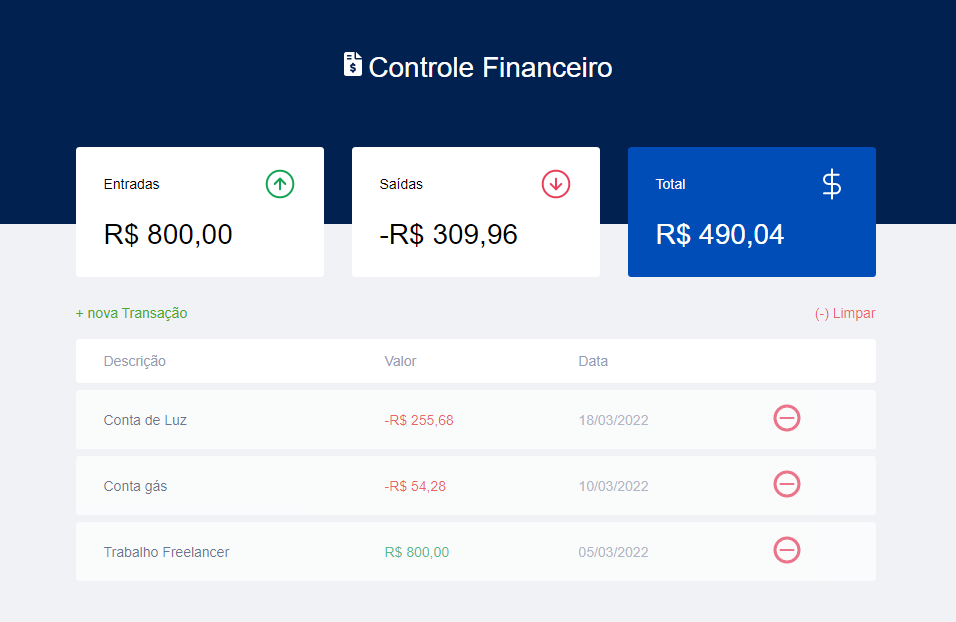 Controle Financeiro
Entradas
R$ 800,00
Saídas
-R$ 309,96
Total
$
R$ 490,04
+ nova Transação
(-) Limpar
Descrição Valor Data
Conta de Luz -R$ 255,68 18/03/2022
Conta gás -R$ 54,28 10/03/2022
Trabalho Freelancer R$ 800,00 05/03/2022